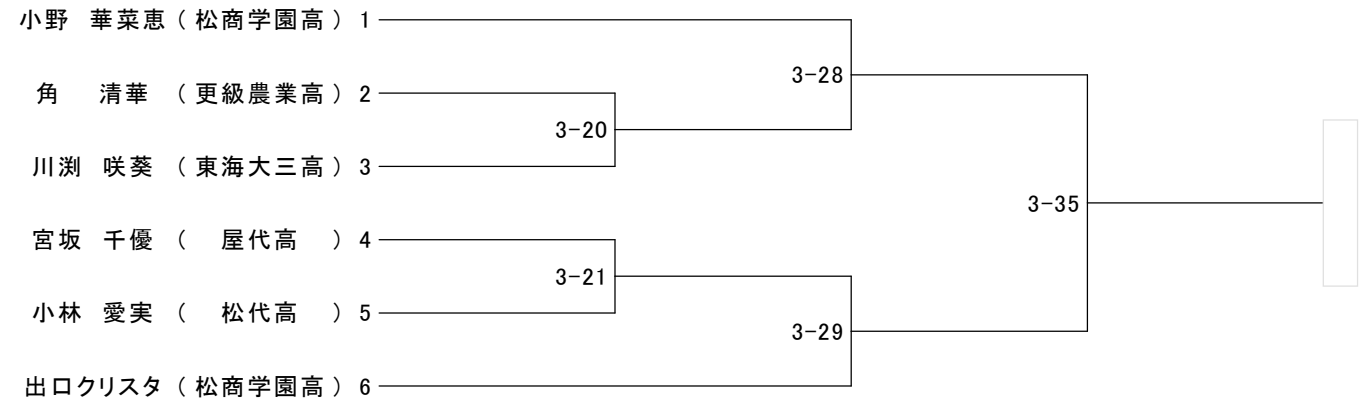 小野 華菜恵 ( 松商学園高 ) 1
3-28
角 清華 ( 更級農業高 ) 2
3-20
川渕 咲葵 ( 東海大三高 ) 3
3-35
宮坂 千優 ( 屋代高 ) 4
3-21
小林 愛実 ( 松代高 ) 5
3-29
出口クリスタ ( 松商学園高 ) 6